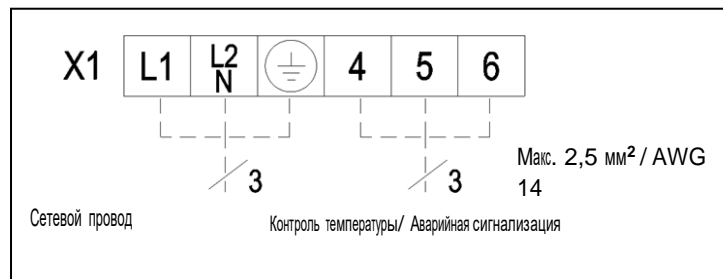 X1 L1 L2 N 4 5 6
3 3
Макс. 2,5 мм² / AWG
14
Сетевой провод
Контроль температуры/ Аварийная сигнализация